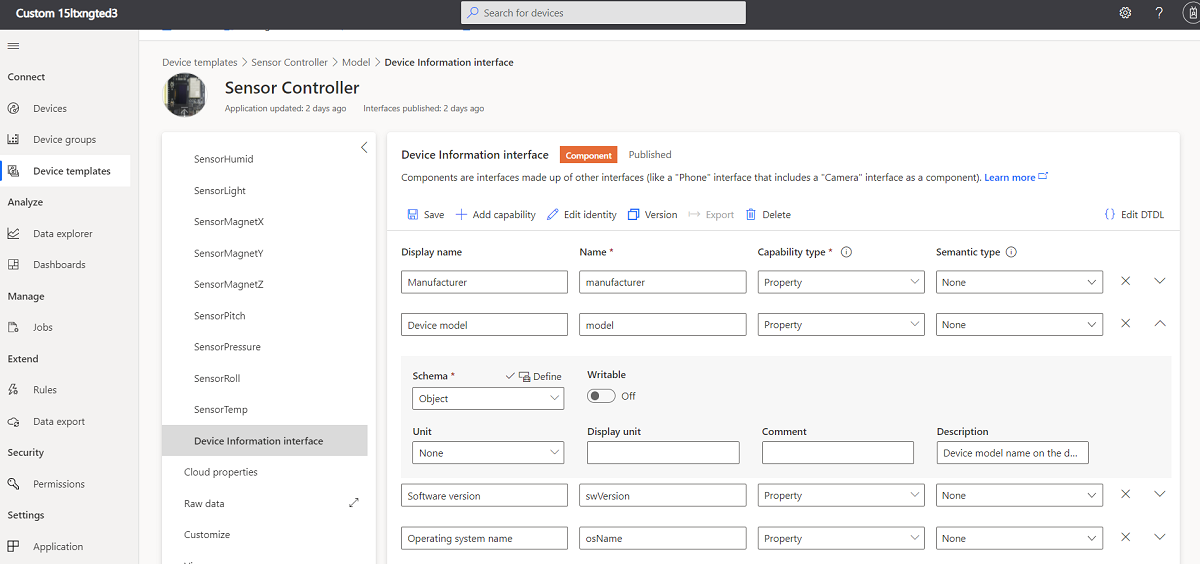 Custom 15ltxngted3
Search for devices
?
Connect
Devices
Device groups
Device templates
Analyze
Data explorer
Dashboards
Manage
Jobs
Extend
Rules
Data export
Security
Permissions
Settings
Application
Device templates > Sensor Controller > Model > Device Information interface
Sensor Controller
Application updated: 2 days ago Interfaces published: 2 days ago
SensorHumid
SensorLight
SensorMagnetX
SensorMagnetY
SensorMagnetZ
SensorPitch
SensorPressure
SensorRoll
SensorTemp
Device Information interface
Cloud properties
Raw data
Customize
Device Information interface Component Published
Components are interfaces made up of other interfaces (like a "Phone" interface that includes a "Camera" interface as a component). Learn more
Save Add capability Edit identity Version Export Delete {} Edit DTDL
Display name Name * Capability type * Semantic type
Manufacturer manufacturer Property None
Device model model Property None
Schema * Define Writable
Object Off
Unit Display unit Comment Description
None Device model name on the d...
Software version swVersion Property None
Operating system name osName Property None